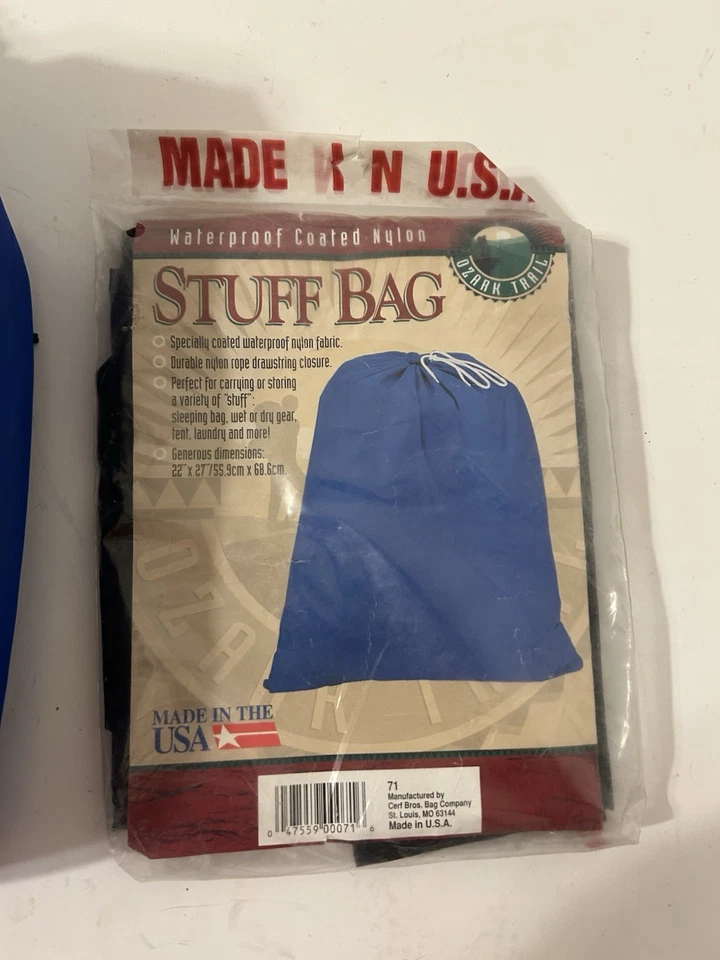 MADE IN U.S.A
Waterproof Coated Nylon
OZARK TRAIL
STUFF BAG
Specially coated waterproof nylon fabric.
Durable nylon rope drawstring closure.
Perfect for carrying or storing
a variety of "stuff":
sleeping bag, wet or dry gear,
tent, laundry and more!
Generous dimensions:
22" x 27"/55.9cm x 68.6cm.
OZARK TR
MADE IN THE
USA
71
Manufactured by
Cerf Bros. Bag Company
St. Louis, MO 63144
Made in U.S.A.
0 47559 00071 6